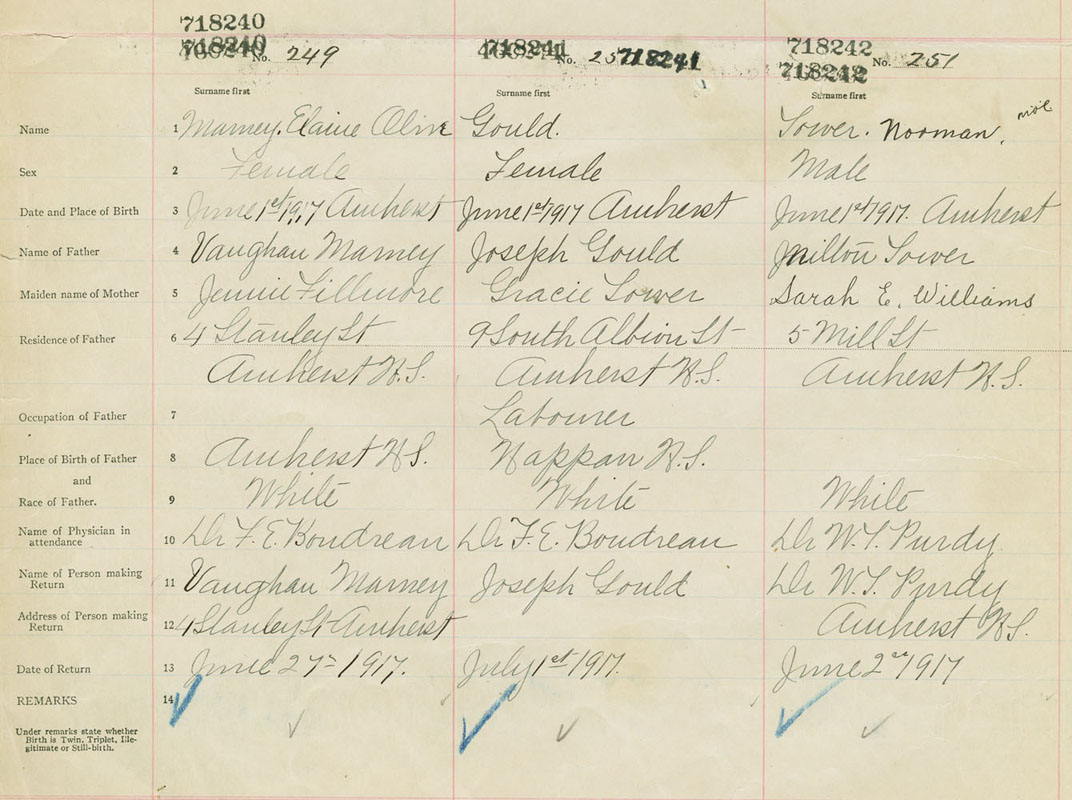 718240
No. 249
718241
No.
718241
718242
718242
No. 251
Surname first
Surname first
Surname first
Name 1 Marney. Elaine Olive Gould. Sower. Norman.
Sex 2 Female Female Male
Date and Place of Birth 3 June 1st 1917 Amherst June 1st 1917 Amherst June 1st 1917. Amherst
Name of Father 4 Vaughan Marney Joseph Gould Milton Sower
Maiden name of Mother 5 Jennie Fillmore Gracie Sower Sarah E. Williams
Residence of Father 6 4 Stanley St 9 South Albion St 5 Mill St
Amherst N.S. Amherst N.S. Amherst N.S.
Occupation of Father 7 Labourer
Place of Birth of Father 8 Amherst N.S. Nappan N.S.
and
Race of Father. 9 White White White
Name of Physician in
attendance 10 Dr F. E. Boudreau Dr F. E. Boudreau Dr W. T. Purdy
Name of Person making
Return 11 Vaughan Marney Joseph Gould Dr W. T. Purdy
Address of Person making
Return 12 4 Stanley St Amherst Amherst N.S.
Date of Return 13 June 27th 1917. July 1st 1917. June 2nd 1917
REMARKS 14
Under remarks state whether
Birth is Twin, Triplet, Ille-
gitimate or Still-birth.